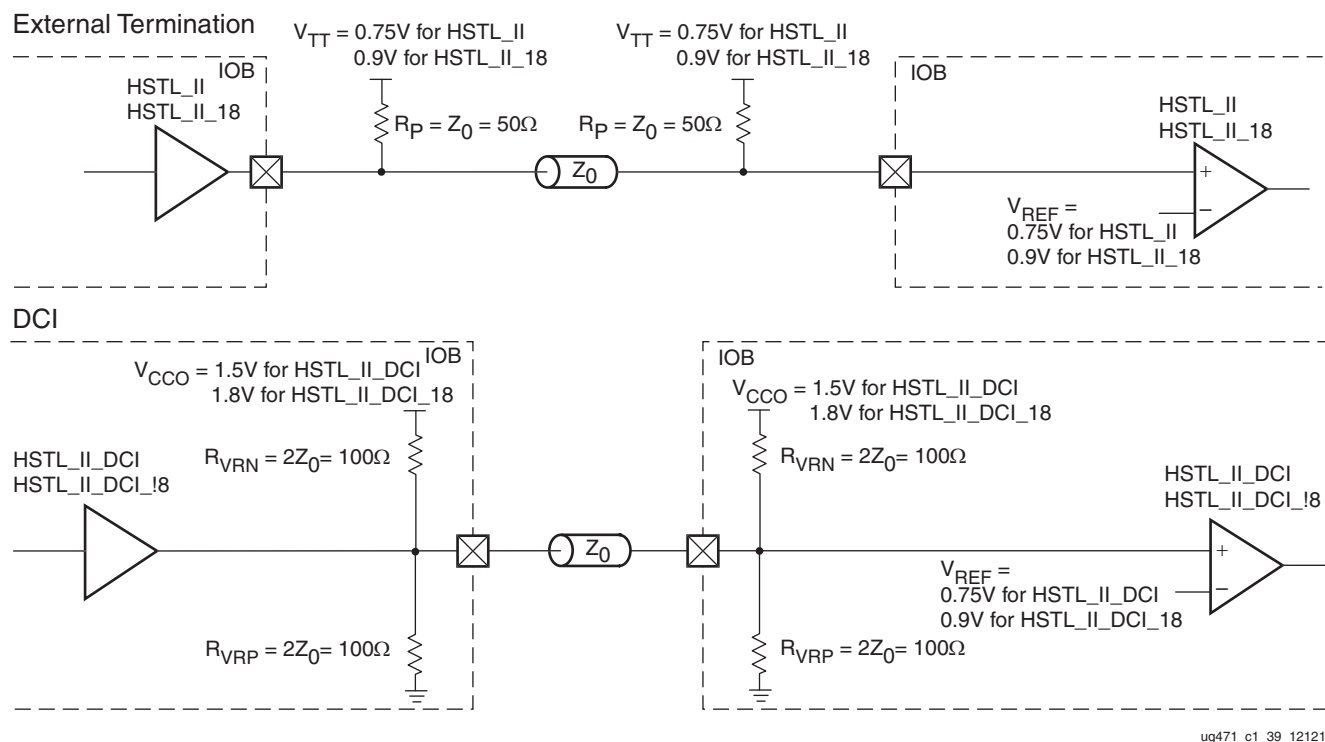 External Termination
V_TT = 0.75V for HSTL_II
0.9V for HSTL_II_18
V_TT = 0.75V for HSTL_II
0.9V for HSTL_II_18
IOB
IOB
HSTL_II
HSTL_II_18
R_P = Z_0 = 50Ω
R_P = Z_0 = 50Ω
HSTL_II
HSTL_II_18
Z_0
+
−
V_REF =
0.75V for HSTL_II
0.9V for HSTL_II_18
DCI
IOB
IOB
V_CCO = 1.5V for HSTL_II_DCI
1.8V for HSTL_II_DCI_18
V_CCO = 1.5V for HSTL_II_DCI
1.8V for HSTL_II_DCI_18
R_VRN = 2Z_0= 100Ω
R_VRN = 2Z_0= 100Ω
HSTL_II_DCI
HSTL_II_DCI_!8
HSTL_II_DCI
HSTL_II_DCI_!8
Z_0
+
−
V_REF =
0.75V for HSTL_II_DCI
0.9V for HSTL_II_DCI_18
R_VRP = 2Z_0= 100Ω
R_VRP = 2Z_0= 100Ω
ug471_c1_39_12121